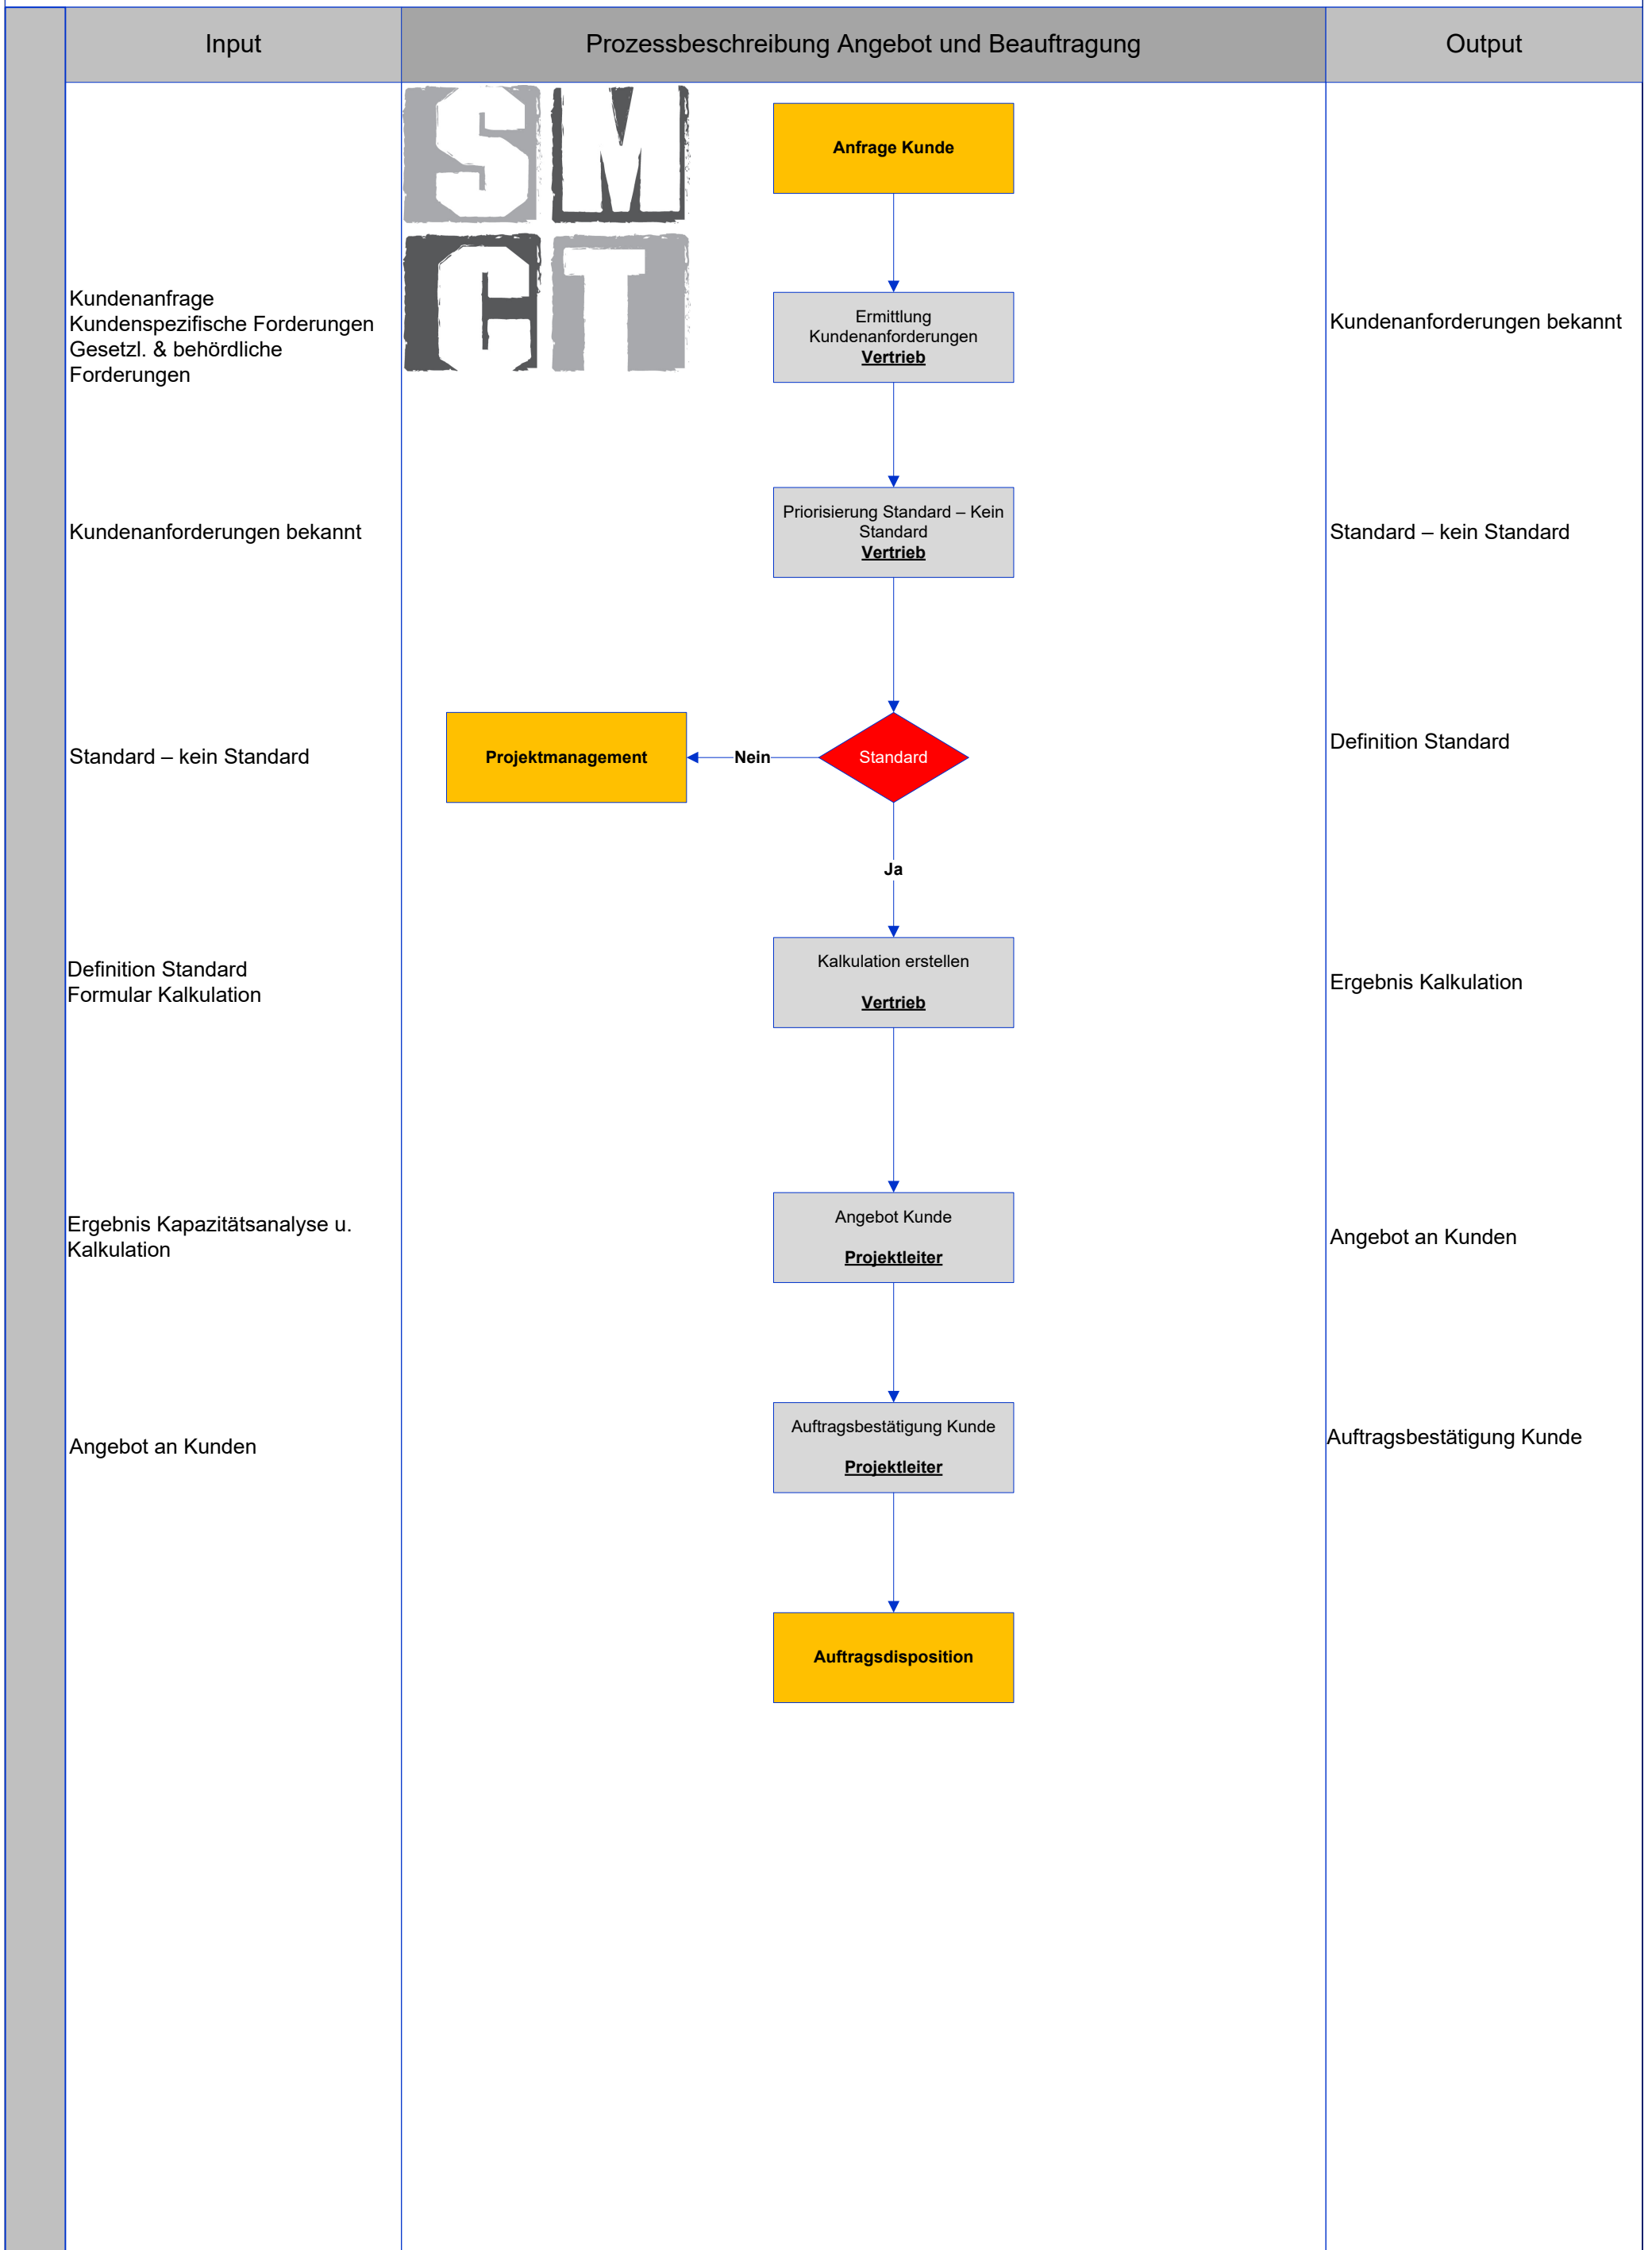 Input
Prozessbeschreibung Angebot und Beauftragung
Output
SM
CT
Anfrage Kunde
Kundenanfrage
Kundenspezifische Forderungen
Gesetzl. & behördliche
Forderungen
Ermittlung
Kundenanforderungen
Vertrieb
Kundenanforderungen bekannt
Kundenanforderungen bekannt
Priorisierung Standard – Kein
Standard
Vertrieb
Standard – kein Standard
Standard – kein Standard
Projektmanagement
Nein
Standard
Definition Standard
Ja
Definition Standard
Formular Kalkulation
Kalkulation erstellen
Vertrieb
Ergebnis Kalkulation
Ergebnis Kapazitätsanalyse u.
Kalkulation
Angebot Kunde
Projektleiter
Angebot an Kunden
Angebot an Kunden
Auftragsbestätigung Kunde
Projektleiter
Auftragsbestätigung Kunde
Auftragsdisposition